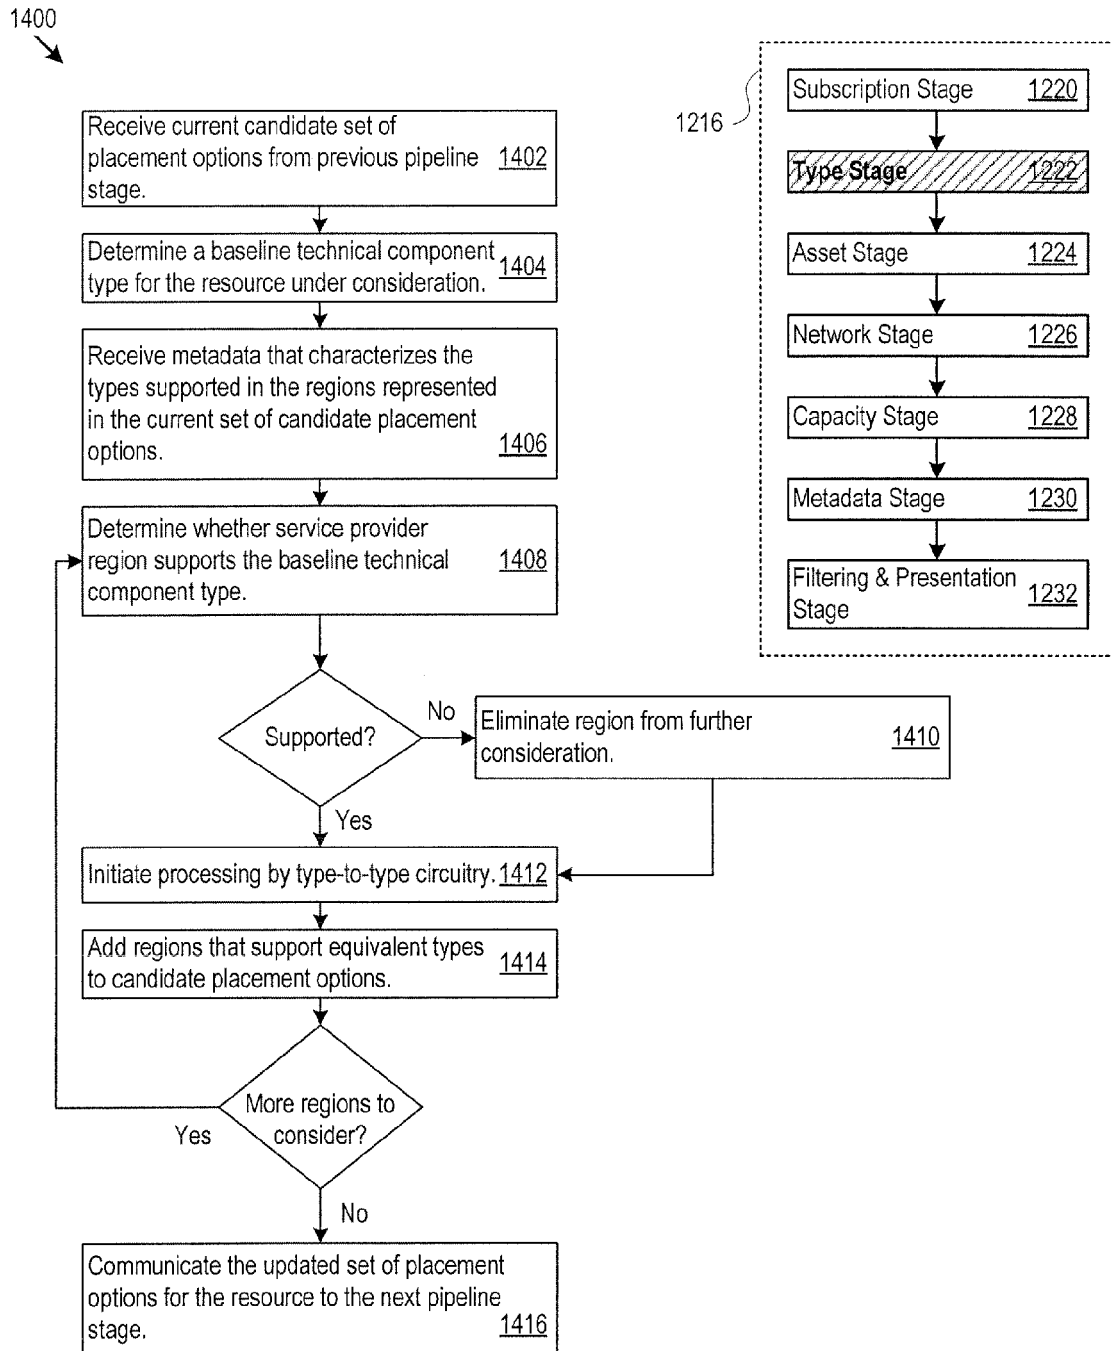 1400
Receive current candidate set of
placement options from previous pipeline
stage.
1402
Determine a baseline technical component
type for the resource under consideration.
1404
Receive metadata that characterizes the
types supported in the regions represented
in the current set of candidate placement
options.
1406
Determine whether service provider
region supports the baseline technical
component type.
1408
Supported?
No
Eliminate region from further
consideration.
1410
Yes
Initiate processing by type-to-type circuitry.
1412
Add regions that support equivalent types
to candidate placement options.
1414
More regions to
consider?
Yes
No
Communicate the updated set of placement
options for the resource to the next pipeline
stage.
1416
1216
Subscription Stage 1220
Type Stage 1222
Asset Stage 1224
Network Stage 1226
Capacity Stage 1228
Metadata Stage 1230
Filtering & Presentation
Stage
1232